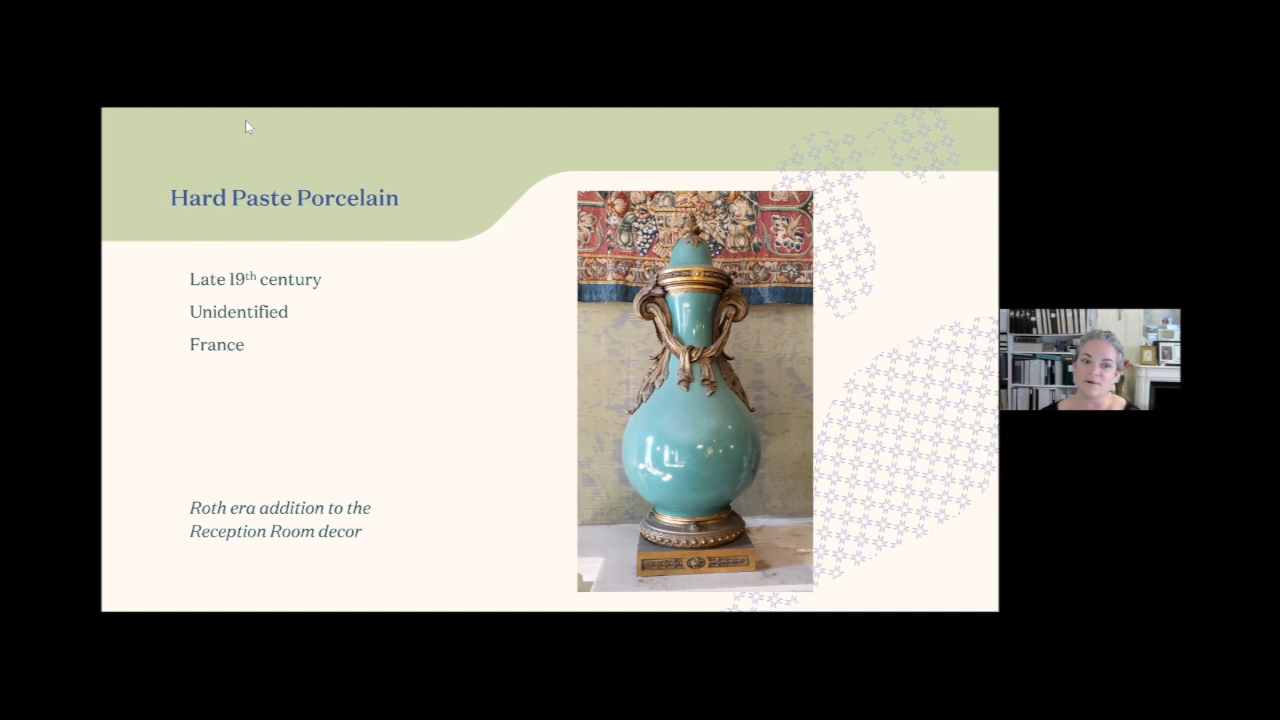 Hard Paste Porcelain
Late 19th century
Unidentified
France
Roth era addition to the
Reception Room decor